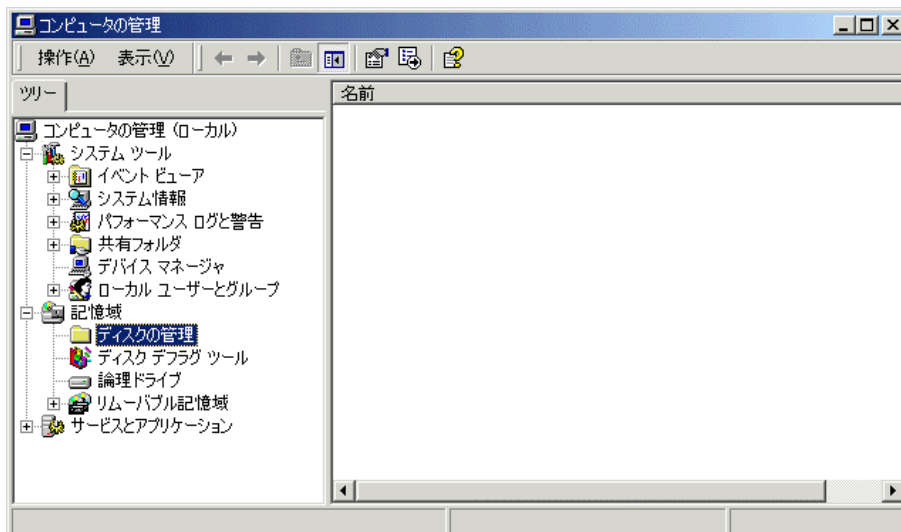 コンピュータの管理
操作(A) 表示(V)
ツリー
名前
コンピュータの管理 (ローカル)
システム ツール
イベント ビューア
システム情報
パフォーマンス ログと警告
共有フォルダ
デバイス マネージャ
ローカル ユーザーとグループ
記憶域
ディスクの管理
ディスク デフラグ ツール
論理ドライブ
リムーバブル記憶域
サービスとアプリケーション